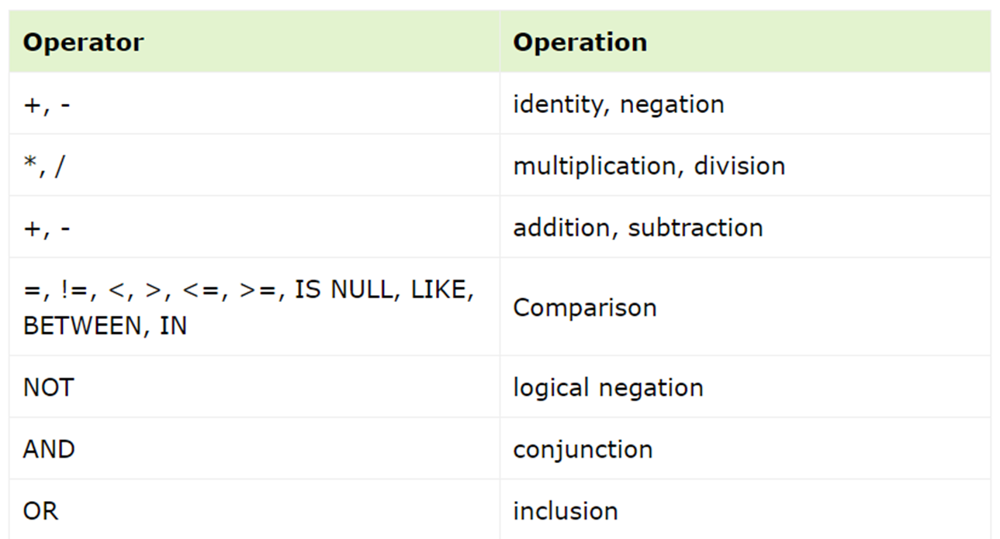 Operator Operation
+, - identity, negation
*, / multiplication, division
+, - addition, subtraction
=, !=, <, >, <=, >=, IS NULL, LIKE,
BETWEEN, IN
Comparison
NOT logical negation
AND conjunction
OR inclusion